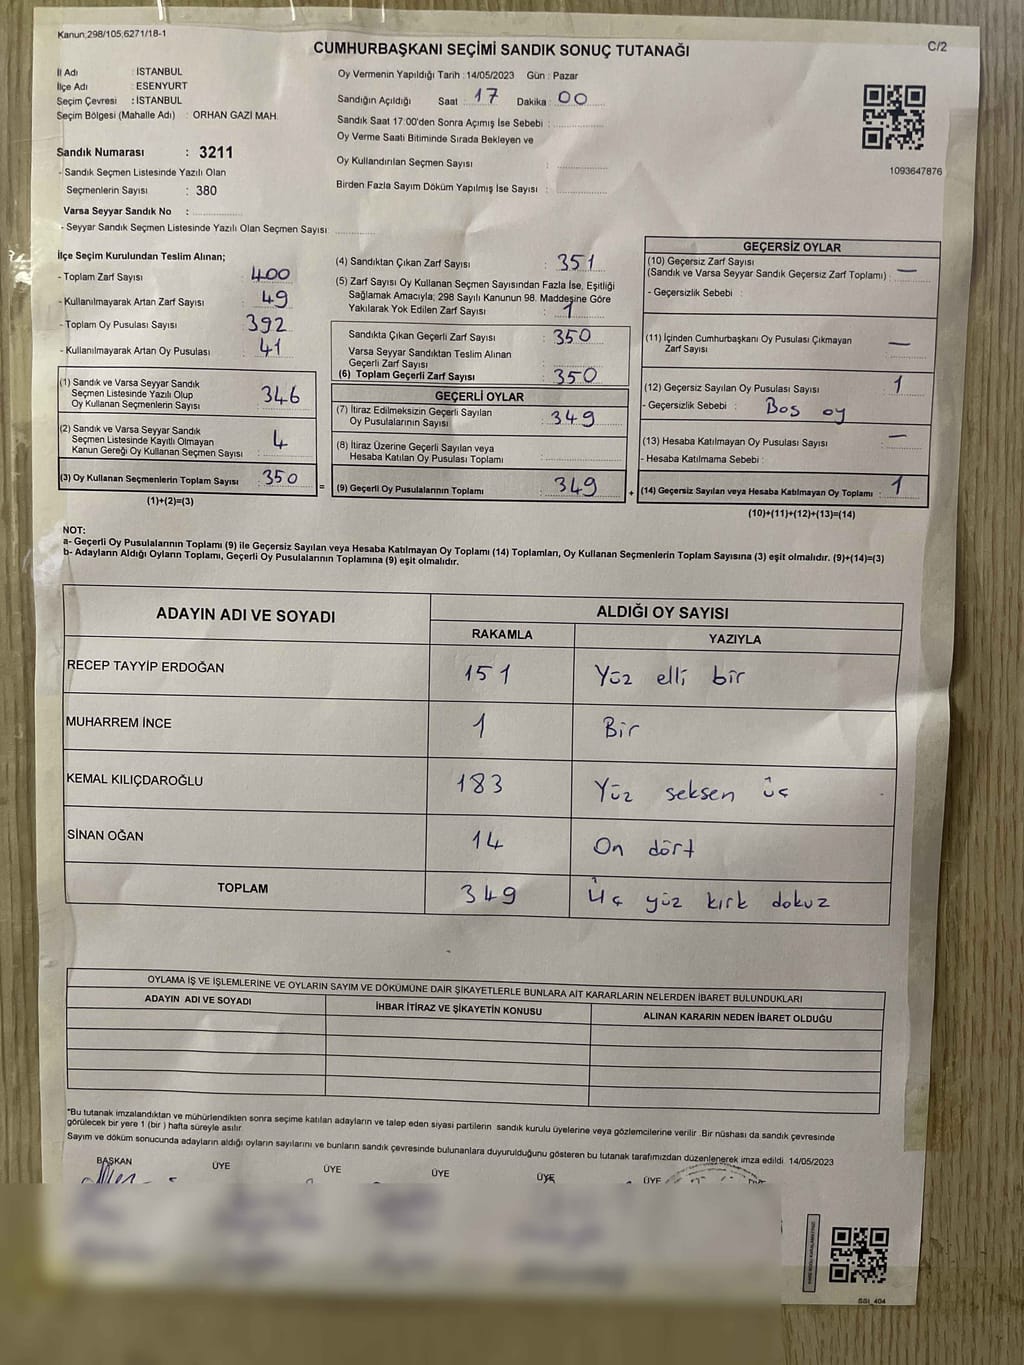 Kanun;298/105;6271/18-1
C/2
CUMHURBAŞKANI SEÇİMİ SANDIK SONUÇ TUTANAĞI
İl Adı : İSTANBUL
İlçe Adı : ESENYURT
Seçim Çevresi : İSTANBUL
Seçim Bölgesi (Mahalle Adı) : ORHAN GAZİ MAH.
Sandık Numarası : 3211
- Sandık Seçmen Listesinde Yazılı Olan
Seçmenlerin Sayısı : 380
Varsa Seyyar Sandık No :
- Seyyar Sandık Seçmen Listesinde Yazılı Olan Seçmen Sayısı :
Oy Vermenin Yapıldığı Tarih : 14/05/2023 Gün : Pazar
Sandığın Açıldığı Saat 17 Dakika : 00
Sandık Saat 17:00'den Sonra Açımış İse Sebebi :
Oy Verme Saati Bitiminde Sırada Bekleyen ve
Oy Kullandırılan Seçmen Sayısı :
Birden Fazla Sayım Döküm Yapılmış İse Sayısı :
1093647876
İlçe Seçim Kurulundan Teslim Alınan;
- Toplam Zarf Sayısı : 400
- Kullanılmayarak Artan Zarf Sayısı : 49
- Toplam Oy Pusulası Sayısı : 392
- Kullanılmayarak Artan Oy Pusulası : 41
(1) Sandık ve Varsa Seyyar Sandık
Seçmen Listesinde Yazılı Olup
Oy Kullanan Seçmenlerin Sayısı : 346
(2) Sandık ve Varsa Seyyar Sandık
Seçmen Listesinde Kayıtlı Olmayan
Kanun Gereği Oy Kullanan Seçmen Sayısı : 4
(3) Oy Kullanan Seçmenlerin Toplam Sayısı : 350
(1)+(2)=(3)
(4) Sandıktan Çıkan Zarf Sayısı : 351
(5) Zarf Sayısı Oy Kullanan Seçmen Sayısından Fazla İse, Eşitliği
Sağlamak Amacıyla; 298 Sayılı Kanunun 98. Maddesine Göre
Yakılarak Yok Edilen Zarf Sayısı : 1
Sandıkta Çıkan Geçerli Zarf Sayısı : 350
Varsa Seyyar Sandıktan Teslim Alınan
Geçerli Zarf Sayısı :
(6) Toplam Geçerli Zarf Sayısı : 350
GEÇERLİ OYLAR
(7) İtiraz Edilmeksizin Geçerli Sayılan
Oy Pusulalarının Sayısı : 349
(8) İtiraz Üzerine Geçerli Sayılan veya
Hesaba Katılan Oy Pusulası Toplamı :
= (9) Geçerli Oy Pusulalarının Toplamı : 349
GEÇERSİZ OYLAR
(10) Geçersiz Zarf Sayısı
(Sandık ve Varsa Seyyar Sandık Geçersiz Zarf Toplamı) : —
- Geçersizlik Sebebi :
(11) İçinden Cumhurbaşkanı Oy Pusulası Çıkmayan
Zarf Sayısı : —
(12) Geçersiz Sayılan Oy Pusulası Sayısı : 1
- Geçersizlik Sebebi : Bos oy
(13) Hesaba Katılmayan Oy Pusulası Sayısı : —
- Hesaba Katılmama Sebebi :
+ (14) Geçersiz Sayılan veya Hesaba Katılmayan Oy Toplamı : 1
(10)+(11)+(12)+(13)=(14)
NOT:
a- Geçerli Oy Pusulalarının Toplamı (9) ile Geçersiz Sayılan veya Hesaba Katılmayan Oy Toplamı (14) Toplamları, Oy Kullanan Seçmenlerin Toplam Sayısına (3) eşit olmalıdır. (9)+(14)=(3)
b- Adayların Aldığı Oyların Toplamı, Geçerli Oy Pusulalarının Toplamına (9) eşit olmalıdır.
ADAYIN ADI VE SOYADI
ALDIĞI OY SAYISI
RAKAMLA YAZIYLA
RECEP TAYYİP ERDOĞAN 151 Yüz elli bir
MUHARREM İNCE 1 Bir
KEMAL KILIÇDAROĞLU 183 Yüz seksen üç
SİNAN OĞAN 14 On dört
TOPLAM 349 Üç yüz kırk dokuz
OYLAMA İŞ VE İŞLEMLERİNE VE OYLARIN SAYIM VE DÖKÜMÜNE DAİR ŞİKAYETLERLE BUNLARA AİT KARARLARIN NELERDEN İBARET BULUNDUKLARI
ADAYIN ADI VE SOYADI İHBAR İTİRAZ VE ŞİKAYETİN KONUSU ALINAN KARARIN NEDEN İBARET OLDUĞU
"Bu tutanak imzalandıktan ve mühürlendikten sonra seçime katılan adayların ve talep eden siyasi partilerin sandık kurulu üyelerine veya gözlemcilerine verilir .Bir nüshası da sandık çevresinde
görülecek bir yere 1 (bir ) hafta süreyle asılır.
Sayım ve döküm sonucunda adayların aldığı oyların sayılarını ve bunların sandık çevresinde bulunanlara duyurulduğunu gösteren bu tutanak tarafımızdan düzenlenerek imza edildi. 14/05/2023
BAŞKAN ÜYE ÜYE ÜYE ÜYE ÜYE
SSI_404